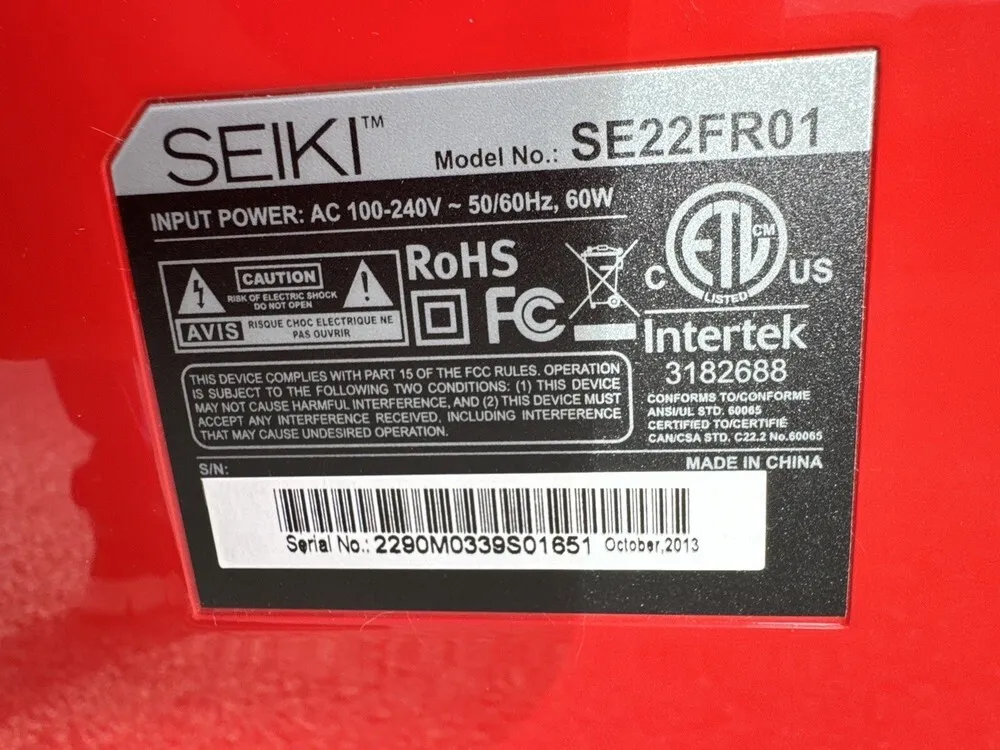 SEIKI™
Model No.: SE22FR01
INPUT POWER: AC 100-240V ~ 50/60Hz, 60W
CAUTION
RISK OF ELECTRIC SHOCK
DO NOT OPEN
AVIS
RISQUE CHOC ELECTRIQUE NE
PAS OUVRIR
RoHS
FC
ETL CM
LISTED
C US
Intertek
3182688
CONFORMS TO/CONFORME
ANSI/UL STD. 60065
CERTIFIED TO/CERTIFIÉ
CAN/CSA STD. C22.2 No.60065
THIS DEVICE COMPLIES WITH PART 15 OF THE FCC RULES. OPERATION
IS SUBJECT TO THE FOLLOWING TWO CONDITIONS: (1) THIS DEVICE
MAY NOT CAUSE HARMFUL INTERFERENCE, AND (2) THIS DEVICE MUST
ACCEPT ANY INTERFERENCE RECEIVED, INCLUDING INTERFERENCE
THAT MAY CAUSE UNDESIRED OPERATION.
S/N:
MADE IN CHINA
Serial No.: 2290M0339S01651 October,2013